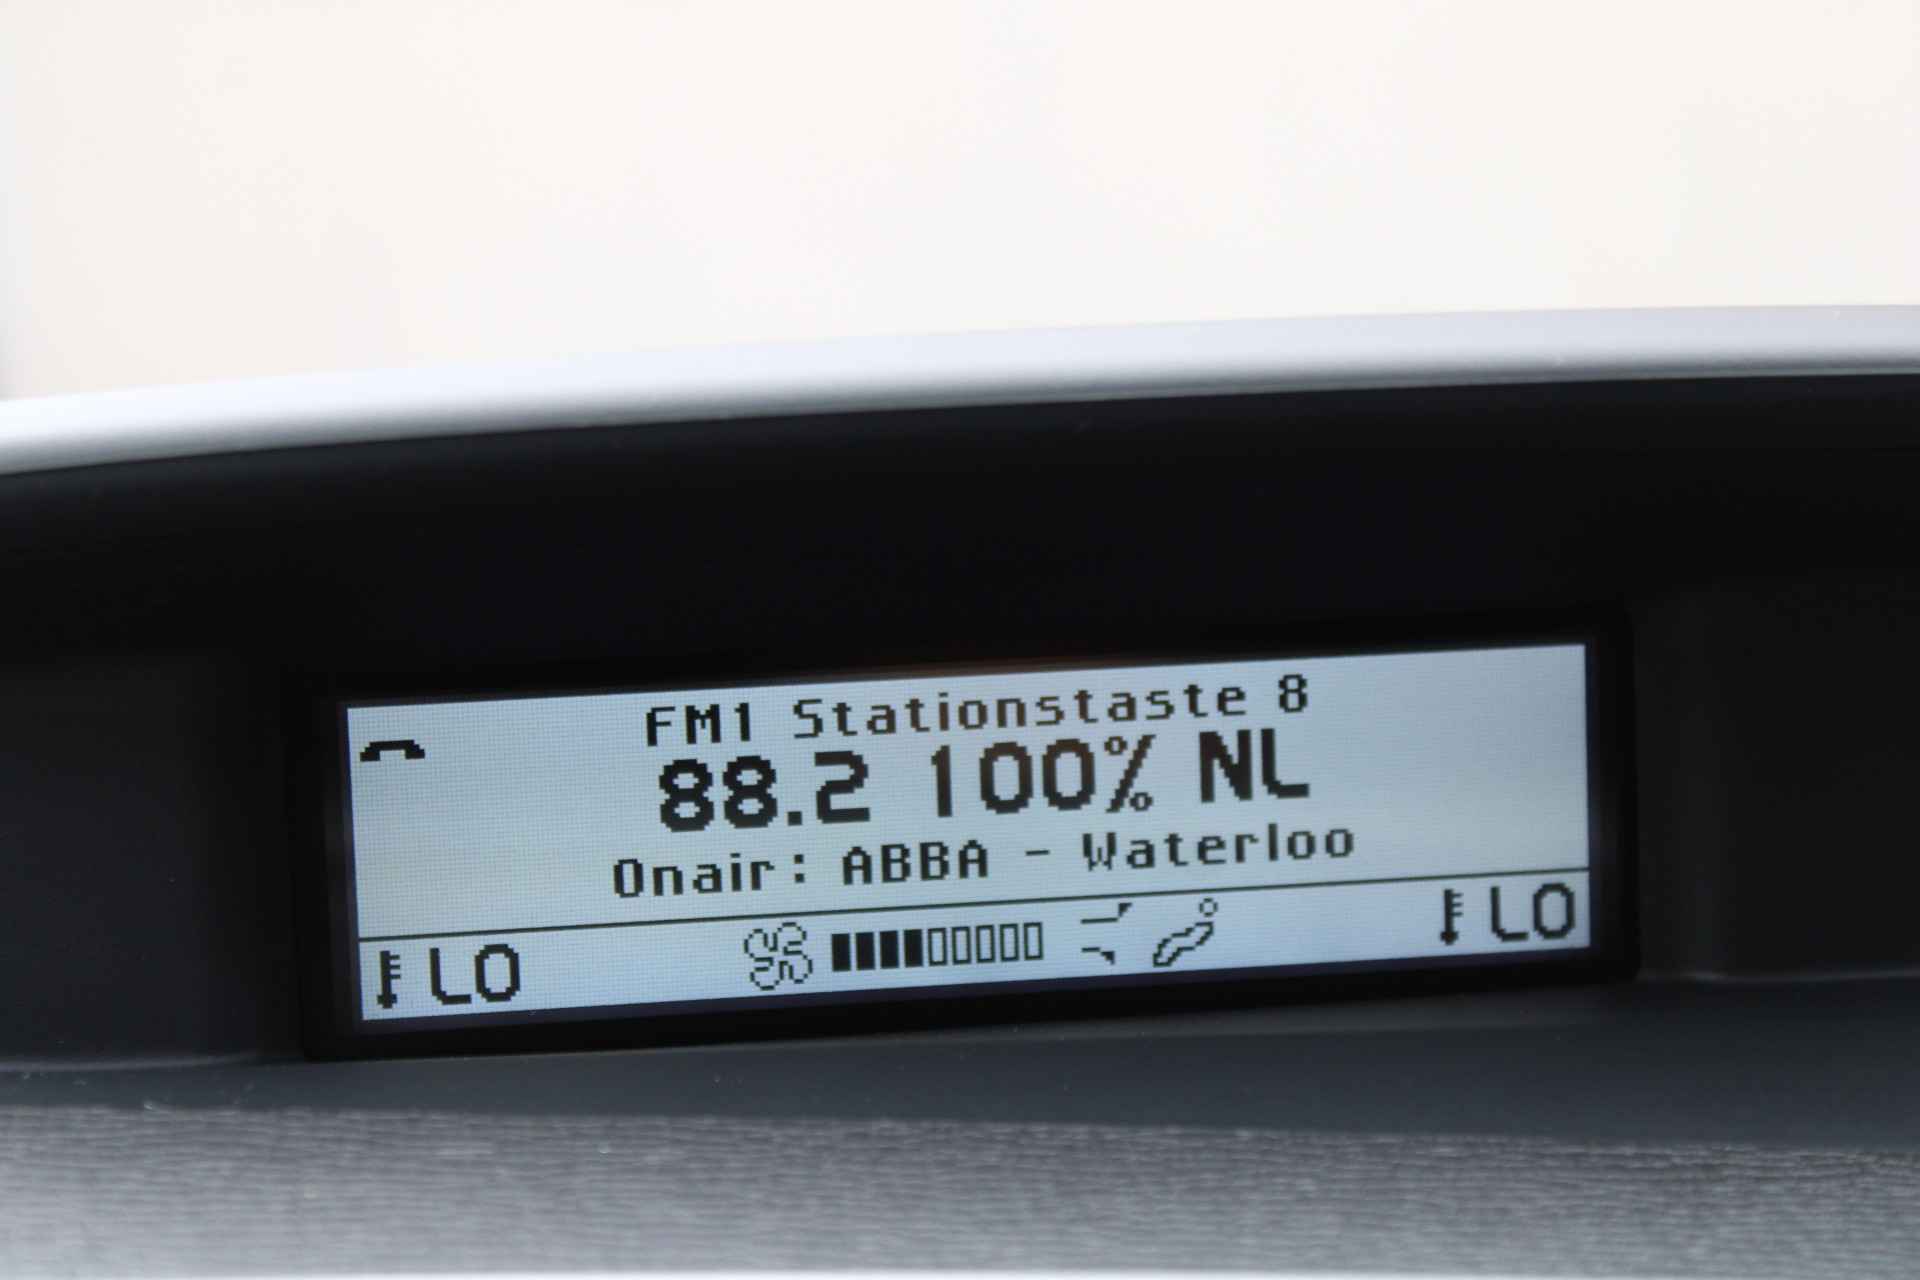 FM1 Stationstaste 8
88.2 100% NL
Onair: ABBA - Waterloo
LO LO